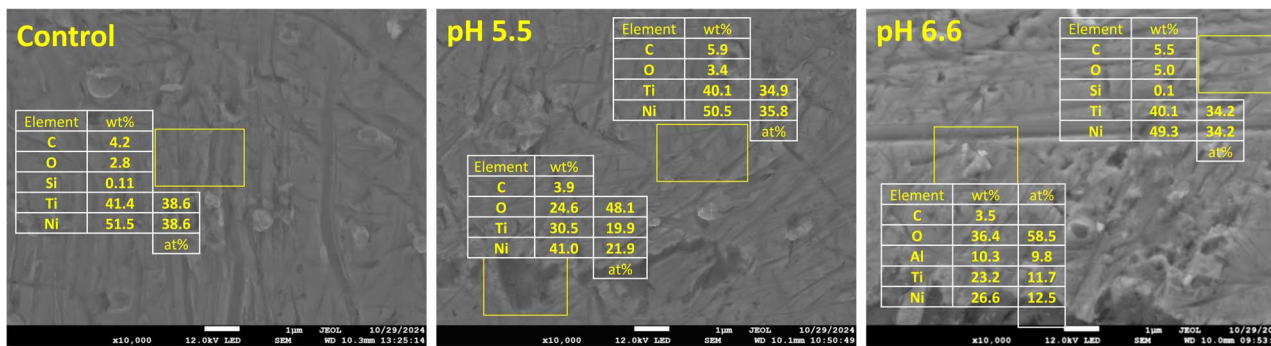 Control
Element wt%
C 4.2
O 2.8
Si 0.11
Ti 41.4 38.6
Ni 51.5 38.6
at%
1µm JEOL 10/29/2024
x10,000 12.0kV LED SEM WD 10.3mm 13:25:14
pH 5.5
Element wt%
C 5.9
O 3.4
Ti 40.1 34.9
Ni 50.5 35.8
at%
Element wt%
C 3.9
O 24.6 48.1
Ti 30.5 19.9
Ni 41.0 21.9
at%
1µm JEOL 10/29/2024
x10,000 12.0kV LED SEM WD 10.1mm 10:50:49
pH 6.6
Element wt%
C 5.5
O 5.0
Si 0.1
Ti 40.1 34.2
Ni 49.3 34.2
at%
Element wt% at%
C 3.5
O 36.4 58.5
Al 10.3 9.8
Ti 23.2 11.7
Ni 26.6 12.5
1µm JEOL 10/29/20
x10,000 12.0kV LED SEM WD 10.0mm 09:53: